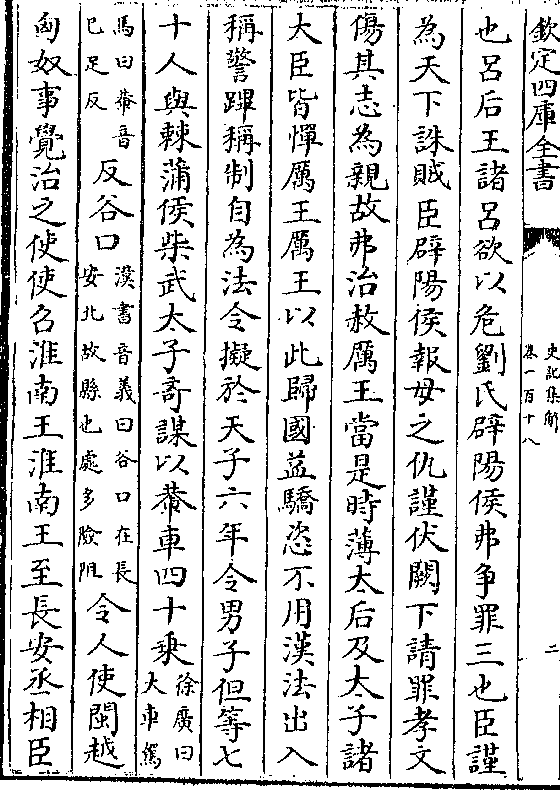 欽定四庫全書
史記集解
卷一百十八
二
也呂后王諸呂欲以危劉氏辟陽侯弗争罪三也臣謹
為天下誅賊臣辟陽侯報母之仇謹伏闕下請罪孝文
傷其志為親故弗治赦厲王當是時薄太后及太子諸
大臣皆憚厲王厲王以此歸國益驕恣不用漢法出入
稱警蹕稱制自為法令擬於天子六年令男子但等七
十人與棘蒲侯柴武太子奇謀以輂車四十乗
徐廣曰
大車駕
馬曰輂音
已足反
反谷口
漢書音義曰谷口在長
安北故縣也處多險阻
令人使閩越
匈奴事覺治之使使召淮南王淮南王至長安丞相臣